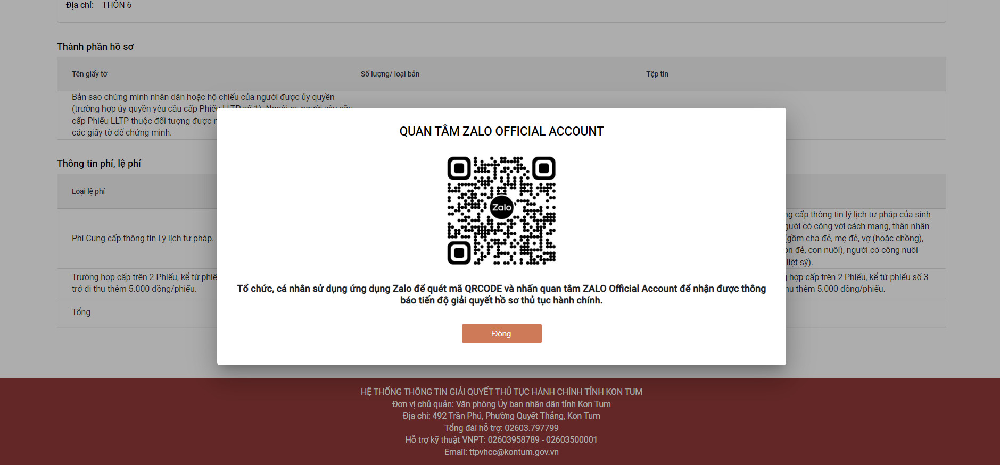 Địa chỉ: THÔN 6
Thành phần hồ sơ
Tên giấy tờ Số lượng/ loại bản Tệp tin
Bản sao chứng minh nhân dân hoặc hộ chiếu của người được ủy quyền
(trường hợp ủy quyền yêu cầu cấp Phiếu LLTP số 1). Ngoài ra, người yêu cầu
cấp Phiếu LLTP thuộc đối tượng được
các giấy tờ để chứng minh.
QUAN TÂM ZALO OFFICIAL ACCOUNT
Zalo
Tổ chức, cá nhân sử dụng ứng dụng Zalo để quét mã QRCODE và nhấn quan tâm ZALO Official Account để nhận được thông
báo tiến độ giải quyết hồ sơ thủ tục hành chính.
Đóng
Thông tin phí, lệ phí
Loại lệ phí
Phí Cung cấp thông tin Lý lịch tư pháp.
cấp thông tin lý lịch tư pháp của sinh
người có công với cách mạng, thân nhân
(gồm cha đẻ, mẹ đẻ, vợ (hoặc chồng),
đẻ, con nuôi), người có công nuôi
liệt sỹ).
Trường hợp cấp trên 2 Phiếu, kể từ phiếu
trở đi thu thêm 5.000 đồng/phiếu.
hợp cấp trên 2 Phiếu, kể từ phiếu số 3
thu thêm 5.000 đồng/phiếu.
Tổng
HỆ THỐNG THÔNG TIN GIẢI QUYẾT THỦ TỤC HÀNH CHÍNH TỈNH KON TUM
Đơn vị chủ quản: Văn phòng Ủy ban nhân dân tỉnh Kon Tum
Địa chỉ: 492 Trần Phú, Phường Quyết Thắng, Kon Tum
Tổng đài hỗ trợ: 02603.797799
Hỗ trợ kỹ thuật VNPT: 02603958789 - 02603500001
Email: ttpvhcc@kontum.gov.vn